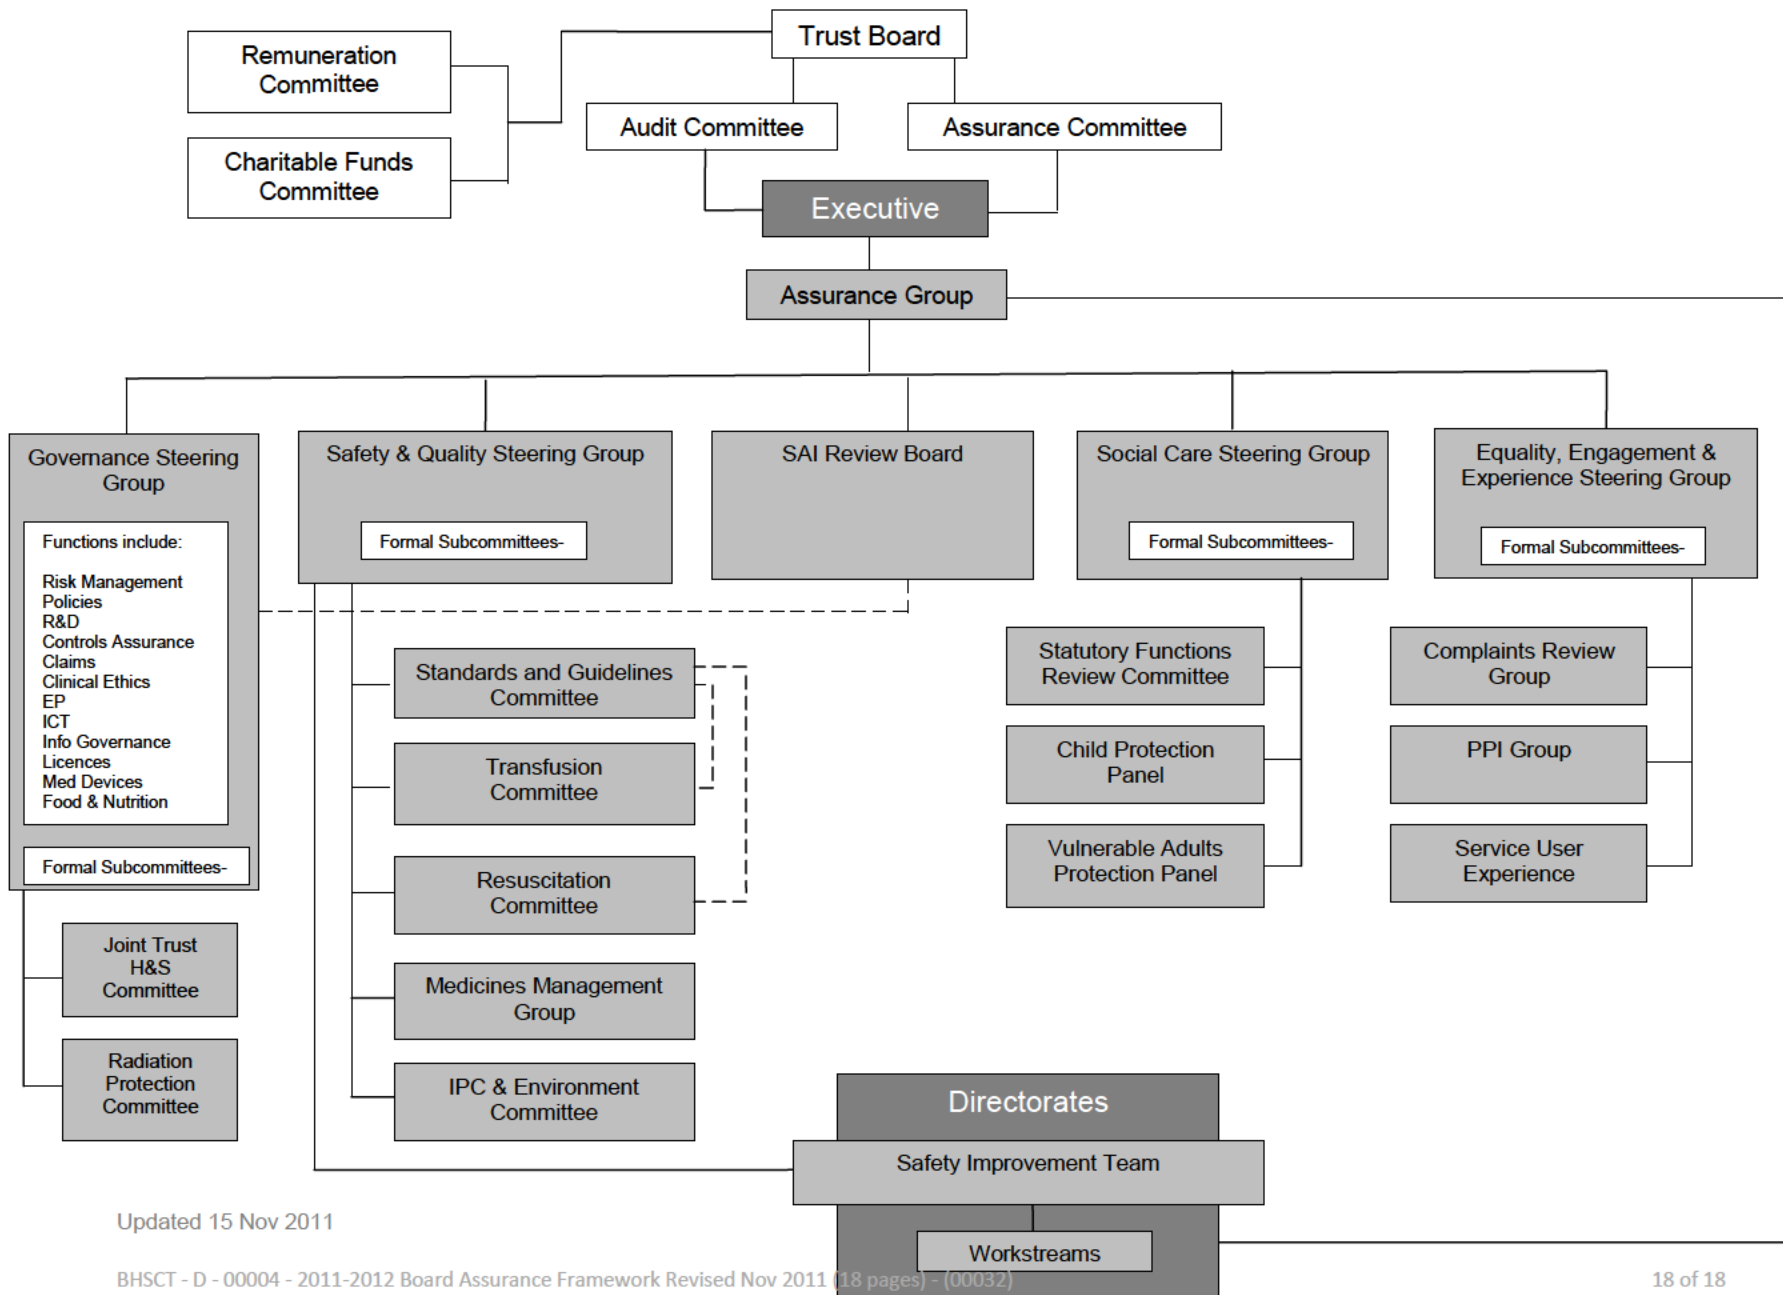 Trust Board
Remuneration
Committee
Charitable Funds
Committee
Audit Committee
Assurance Committee
Executive
Assurance Group
Governance Steering
Group
Functions include:
Risk Management
Policies
R&D
Controls Assurance
Claims
Clinical Ethics
EP
ICT
Info Governance
Licences
Med Devices
Food & Nutrition
Formal Subcommittees-
Joint Trust
H&S
Committee
Radiation
Protection
Committee
Safety & Quality Steering Group
Formal Subcommittees-
Standards and Guidelines
Committee
Transfusion
Committee
Resuscitation
Committee
Medicines Management
Group
IPC & Environment
Committee
SAI Review Board
Social Care Steering Group
Formal Subcommittees-
Statutory Functions
Review Committee
Child Protection
Panel
Vulnerable Adults
Protection Panel
Equality, Engagement &
Experience Steering Group
Formal Subcommittees-
Complaints Review
Group
PPI Group
Service User
Experience
Directorates
Safety Improvement Team
Workstreams
Updated 15 Nov 2011
BHSCT - D - 00004 - 2011-2012 Board Assurance Framework Revised Nov 2011 (18 pages) - (00032)
18 of 18